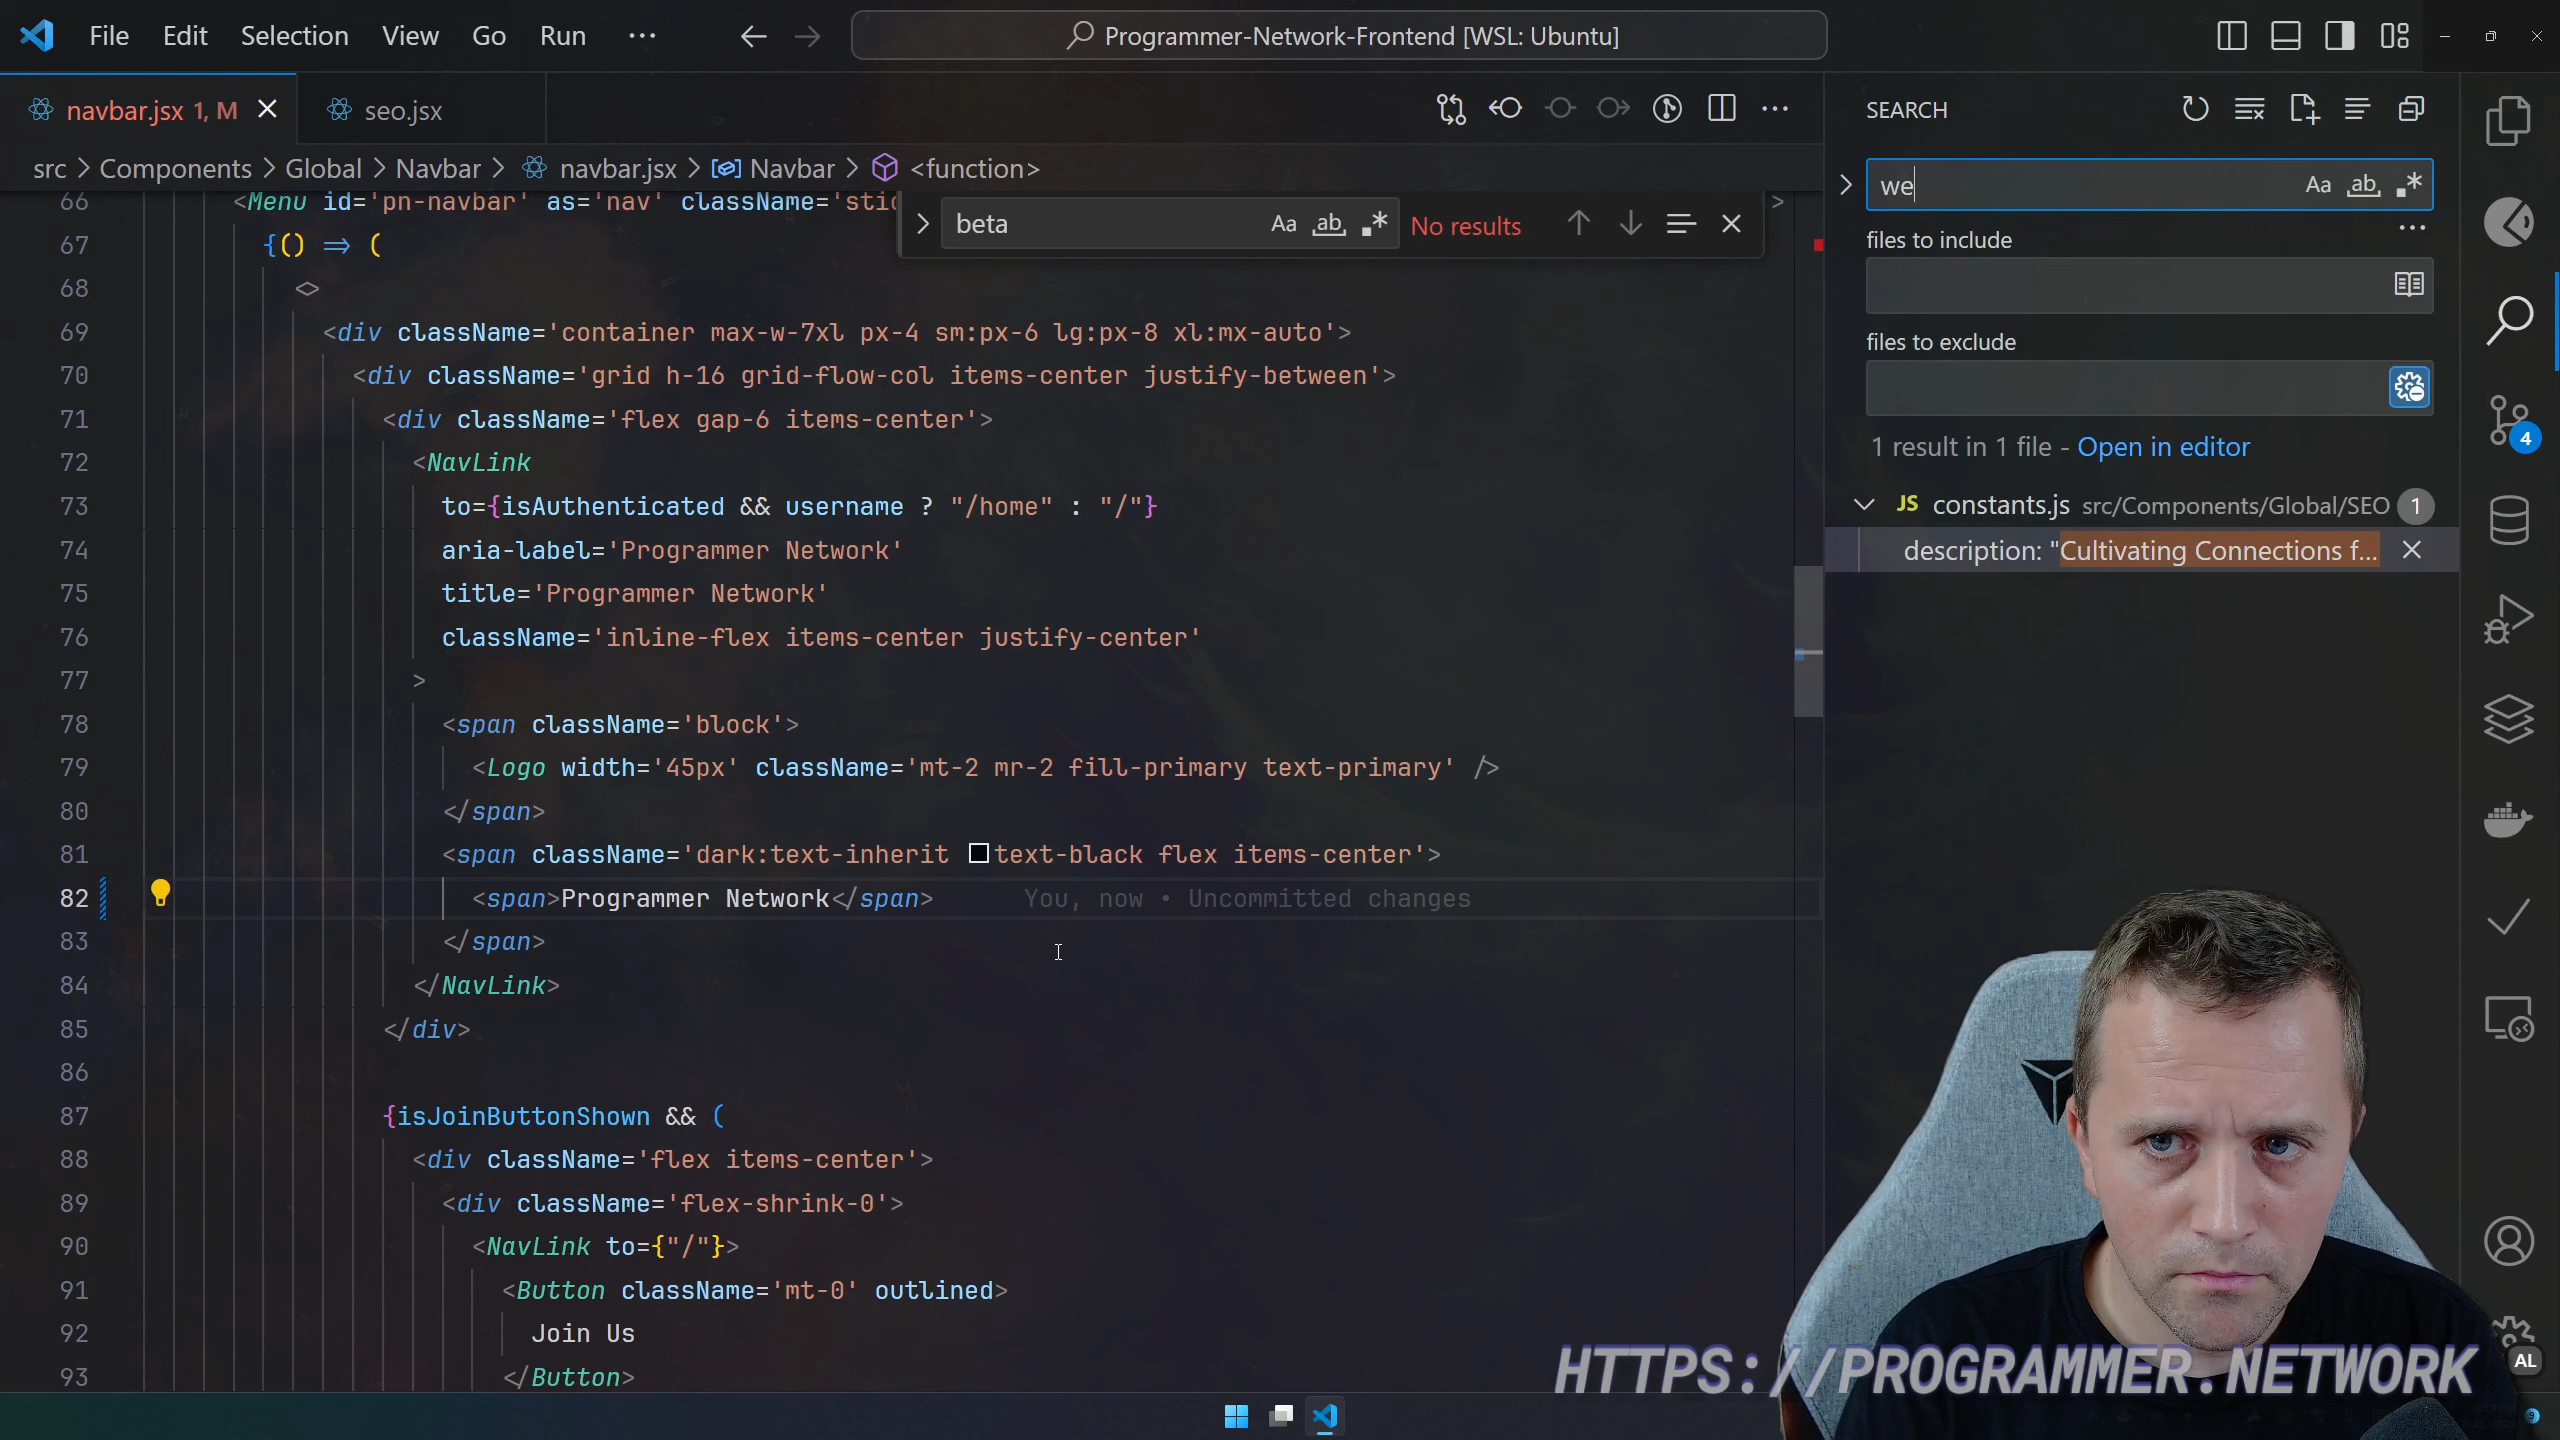 File Edit Selection View Go Run ···
Programmer-Network-Frontend [WSL: Ubuntu]
navbar.jsx 1, M
seo.jsx
src > Components > Global > Navbar > navbar.jsx > Navbar > <function>
beta
Aa ab .*
No results
66 <Menu id='pn-navbar' as='nav' className='stic
67 {() => (
68 <>
69 <div className='container max-w-7xl px-4 sm:px-6 lg:px-8 xl:mx-auto'>
70 <div className='grid h-16 grid-flow-col items-center justify-between'>
71 <div className='flex gap-6 items-center'>
72 <NavLink
73 to={isAuthenticated && username ? "/home" : "/"}
74 aria-label='Programmer Network'
75 title='Programmer Network'
76 className='inline-flex items-center justify-center'
77 >
78 <span className='block'>
79 <Logo width='45px' className='mt-2 mr-2 fill-primary text-primary' />
80 </span>
81 <span className='dark:text-inherit text-black flex items-center'>
82 <span>Programmer Network</span> You, now • Uncommitted changes
83 </span>
84 </NavLink>
85 </div>
86
87 {isJoinButtonShown && (
88 <div className='flex items-center'>
89 <div className='flex-shrink-0'>
90 <NavLink to={"/"}>
91 <Button className='mt-0' outlined>
92 Join Us
93 </Button>
SEARCH
we
Aa ab .*
files to include
files to exclude
1 result in 1 file - Open in editor
JS constants.js src/Components/Global/SEO 1
description: "Cultivating Connections f...
4
HTTPS://PROGRAMMER.NETWORK
AL